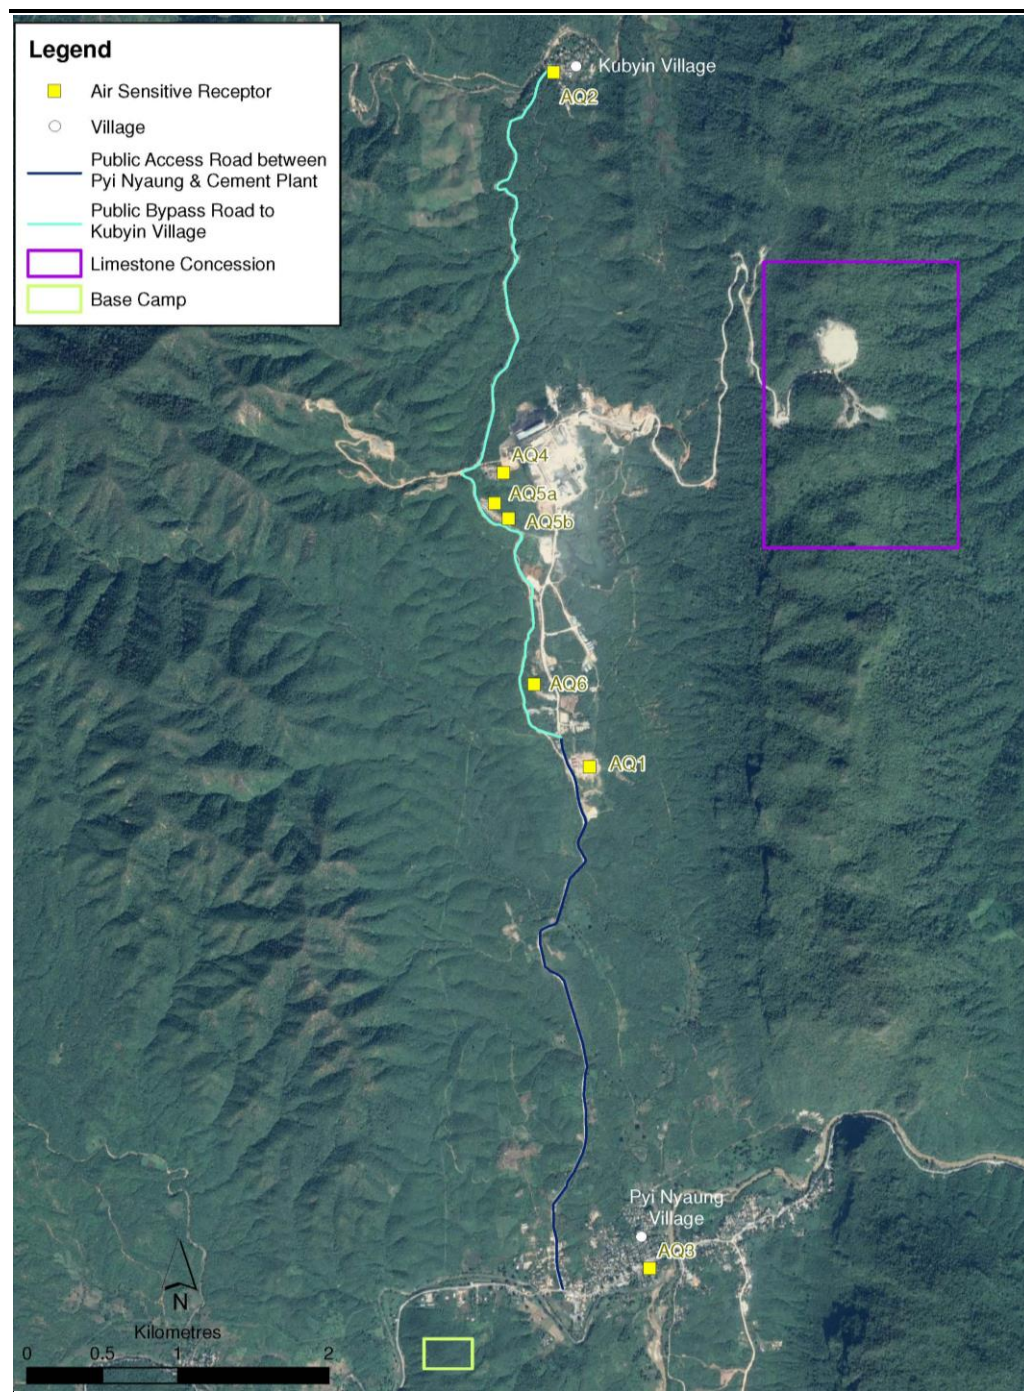 Legend
Air Sensitive Receptor
Village
Public Access Road between
Pyi Nyaung & Cement Plant
Public Bypass Road to
Kubyin Village
Limestone Concession
Base Camp
Kubyin Village
AQ2
AQ4
AQ5a
AQ5b
AQ6
AQ1
Pyi Nyaung
Village
AQ3
N
Kilometres
0 0.5 1 2